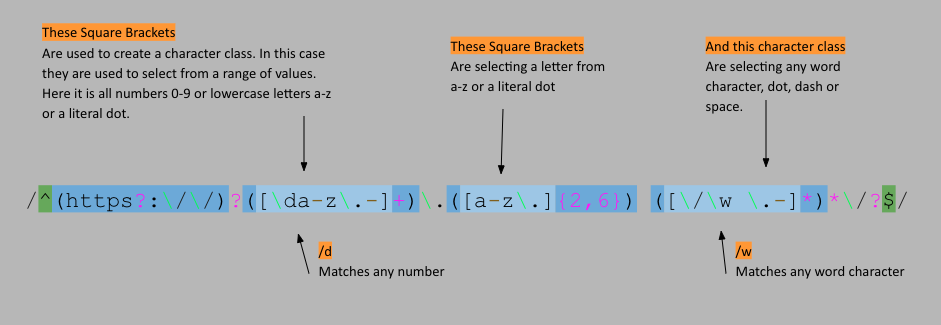 These Square Brackets
Are used to create a character class. In this case
they are used to select from a range of values.
Here it is all numbers 0-9 or lowercase letters a-z
or a literal dot.
These Square Brackets
Are selecting a letter from
a-z or a literal dot
And this character class
Are selecting any word
character, dot, dash or
space.
/^(https?:\/\/)?([\da-z\.-]+)\.([a-z\.]{2,6}) ([\/\w \.-]*)*\/?$/
/d
Matches any number
/w
Matches any word character